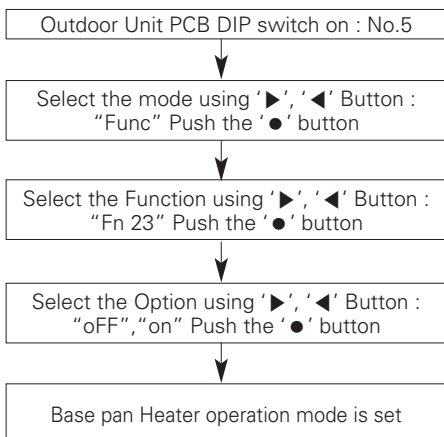 Outdoor Unit PCB DIP switch on : No.5
Select the mode using ‘▶’, ‘◀’ Button :
“Func” Push the ‘●’ button
Select the Function using ‘▶’, ‘◀’ Button :
“Fn 23” Push the ‘●’ button
Select the Option using ‘▶’, ‘◀’ Button :
“oFF”,“on” Push the ‘●’ button
Base pan Heater operation mode is set